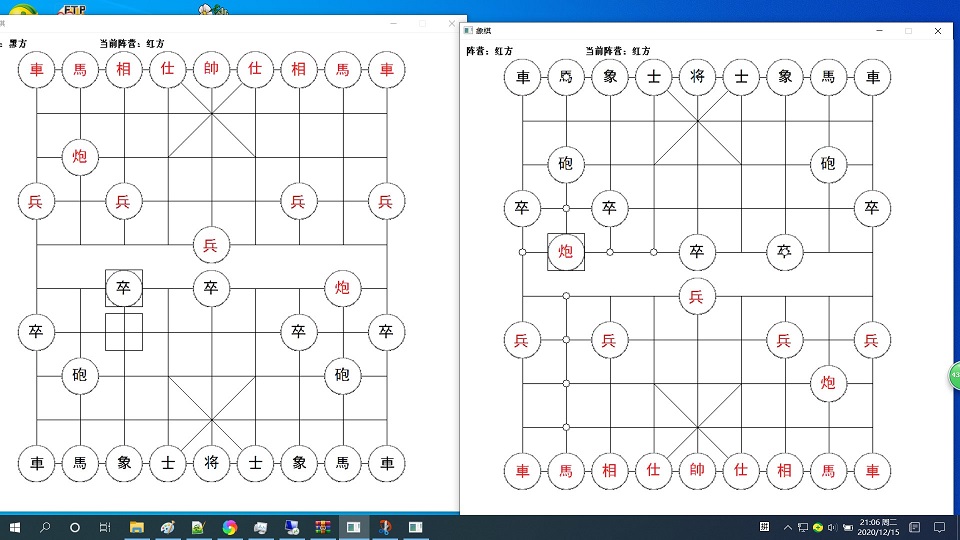 FTP
棋
：黑方 当前阵营：红方
車 馬 相 仕 帥 仕 相 馬 車
炮
兵 兵 兵 兵
兵
卒 卒 炮
卒 卒 卒
砲 砲
車 馬 象 士 将 士 象 馬 車
象棋
阵营：红方 当前阵营：红方
車 馬 象 士 将 士 象 馬 車
砲 砲
卒 卒 卒
炮 卒 卒
兵
兵 兵 兵 兵
炮
車 馬 相 仕 帥 仕 相 馬 車
43
21:06 周二
2020/12/15